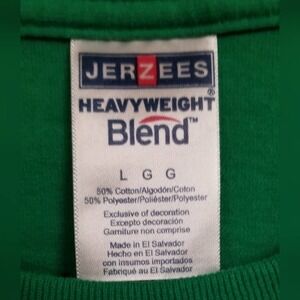 JERZEES
®
HEAVYWEIGHT
Blend™
L G G
50% Cotton/Algodón/Coton
50% Polyester/Poliéster/Polyester
Exclusive of decoration
Excepto decoración
Garniture non comprise
Made in El Salvador
Hecho en El Salvador
con insumos importados
Fabriqué au El Salvador